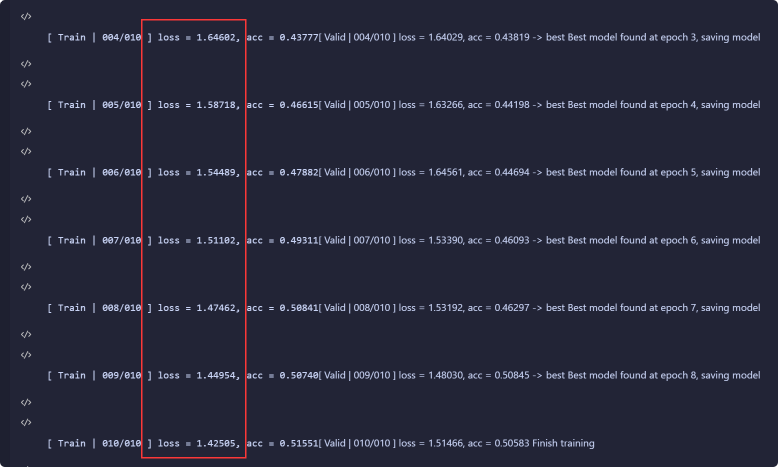 </>
[ Train | 004/010 ] loss = 1.64602, acc = 0.43777[ Valid | 004/010 ] loss = 1.64029, acc = 0.43819 -> best Best model found at epoch 3, saving model
</>
</>
[ Train | 005/010 ] loss = 1.58718, acc = 0.46615[ Valid | 005/010 ] loss = 1.63266, acc = 0.44198 -> best Best model found at epoch 4, saving model
</>
</>
[ Train | 006/010 ] loss = 1.54489, acc = 0.47882[ Valid | 006/010 ] loss = 1.64561, acc = 0.44694 -> best Best model found at epoch 5, saving model
</>
</>
[ Train | 007/010 ] loss = 1.51102, acc = 0.49311[ Valid | 007/010 ] loss = 1.53390, acc = 0.46093 -> best Best model found at epoch 6, saving model
</>
</>
[ Train | 008/010 ] loss = 1.47462, acc = 0.50841[ Valid | 008/010 ] loss = 1.53192, acc = 0.46297 -> best Best model found at epoch 7, saving model
</>
</>
[ Train | 009/010 ] loss = 1.44954, acc = 0.50740[ Valid | 009/010 ] loss = 1.48030, acc = 0.50845 -> best Best model found at epoch 8, saving model
</>
</>
[ Train | 010/010 ] loss = 1.42505, acc = 0.51551[ Valid | 010/010 ] loss = 1.51466, acc = 0.50583 Finish training